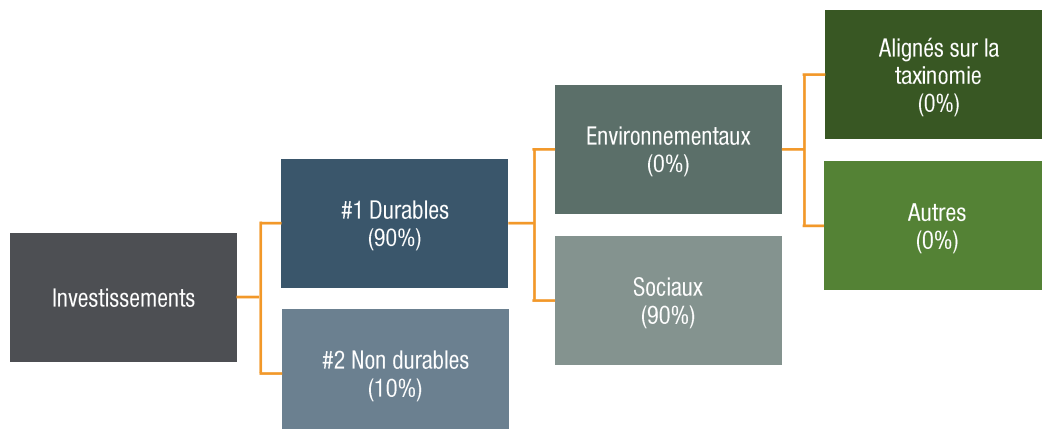 Investissements
#1 Durables
(90%)
#2 Non durables
(10%)
Environnementaux
(0%)
Sociaux
(90%)
Alignés sur la
taxinomie
(0%)
Autres
(0%)